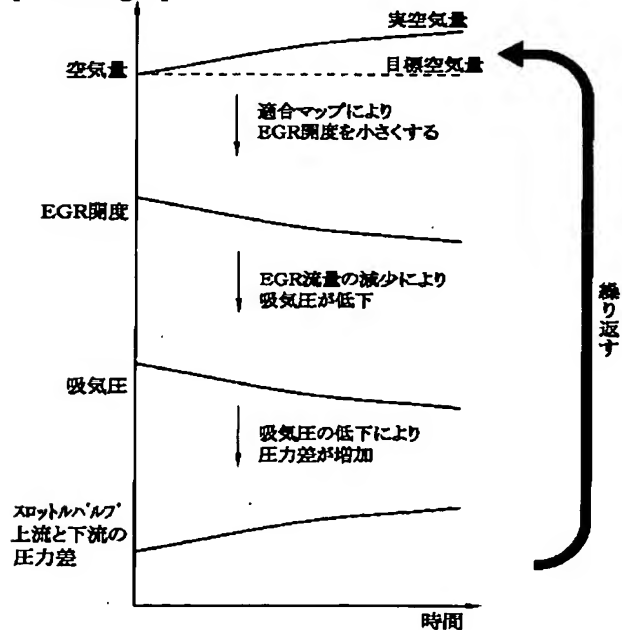 実空気量
空気量
目標空気量
適合マップにより
EGR開度を小さくする
EGR開度
EGR流量の減少により
吸気圧が低下
繰り返す
吸気圧
吸気圧の低下により
圧力差が増加
スロットルバルブ
上流と下流の
圧力差
時間